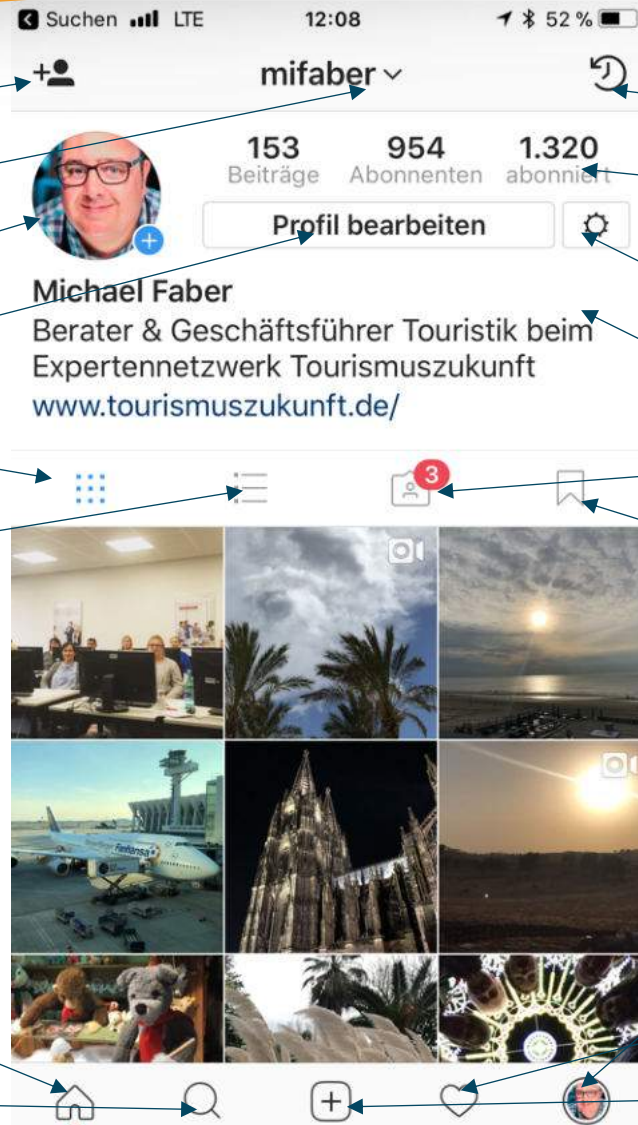 Suchen LTE 12:08 52 %
mifaber
153 954 1.320
Beiträge Abonnenten abonniert
Profil bearbeiten
Michael Faber
Berater & Geschäftsführer Touristik beim
Expertennetzwerk Tourismuszukunft
www.tourismuszukunft.de/
3
Fanhansa